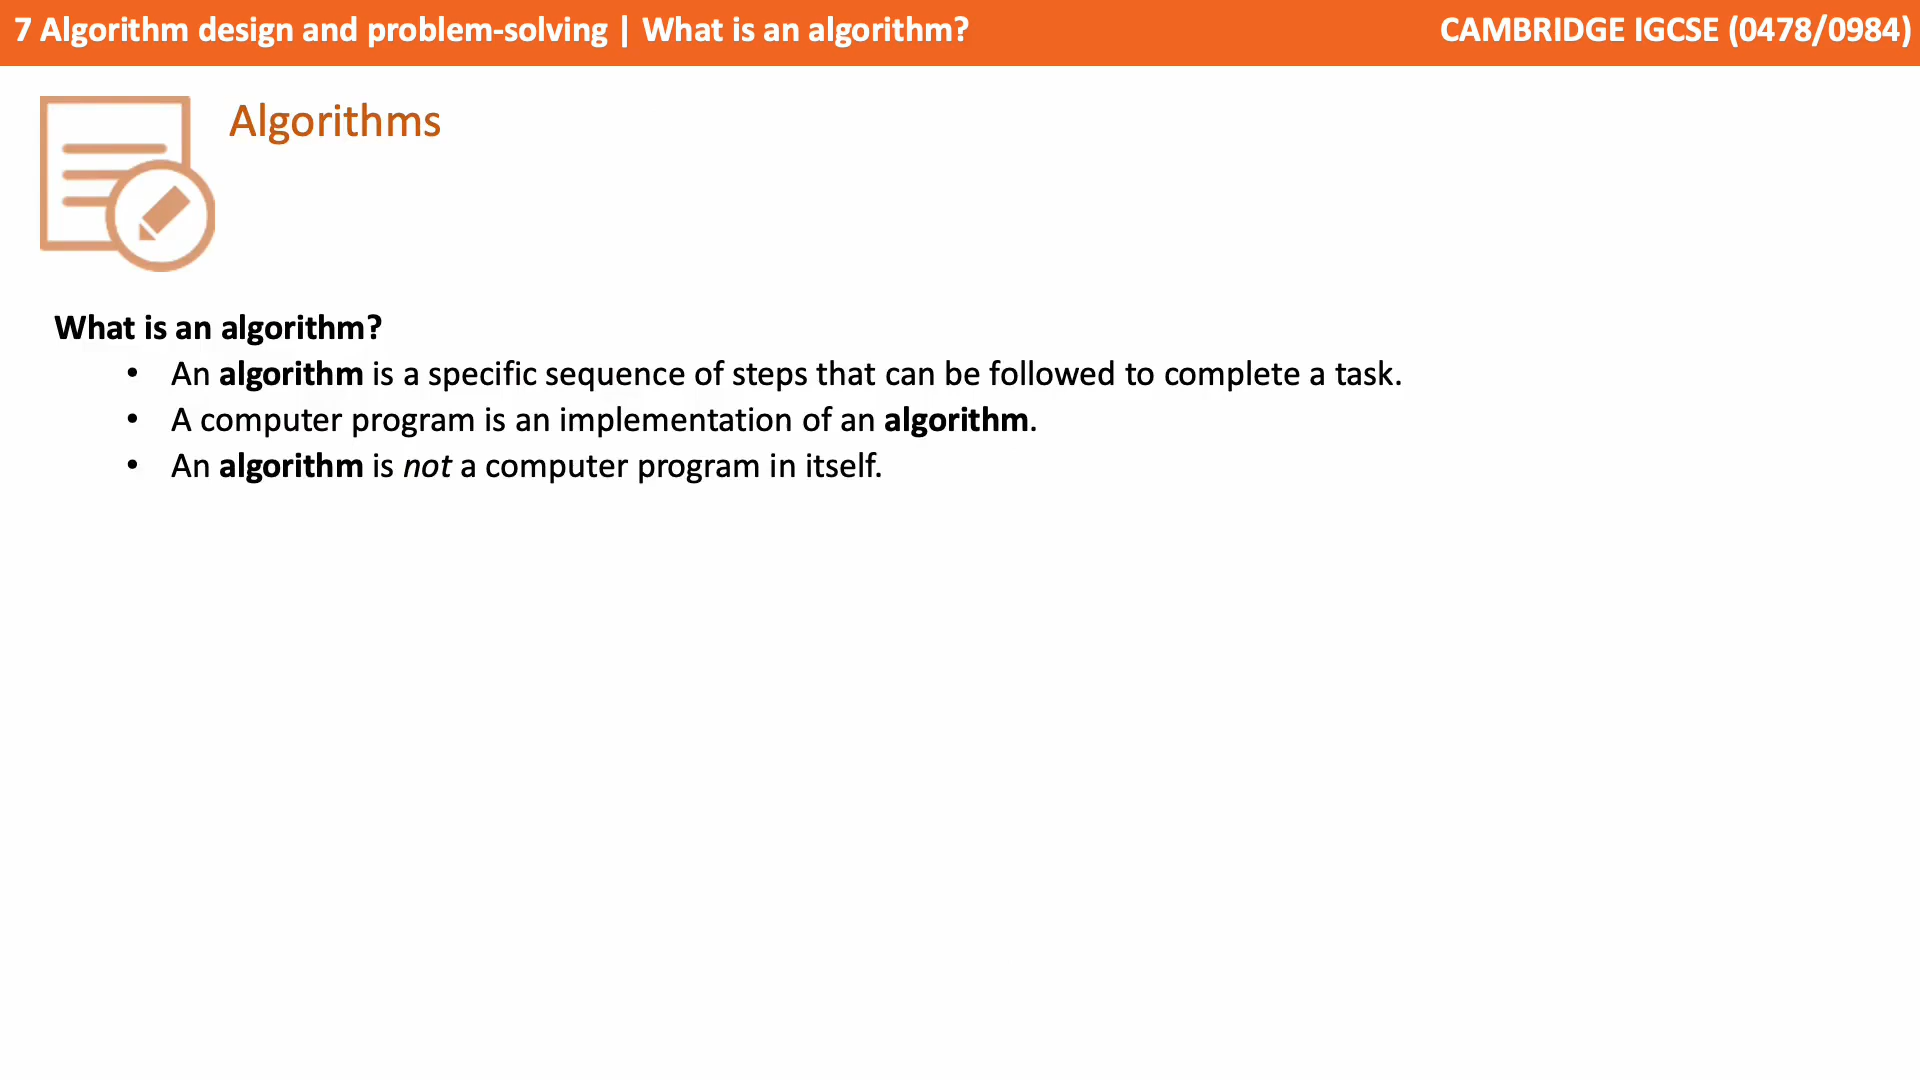 7 Algorithm design and problem-solving | What is an algorithm?
CAMBRIDGE IGCSE (0478/0984)
Algorithms
What is an algorithm?
• An algorithm is a specific sequence of steps that can be followed to complete a task.
• A computer program is an implementation of an algorithm.
• An algorithm is not a computer program in itself.